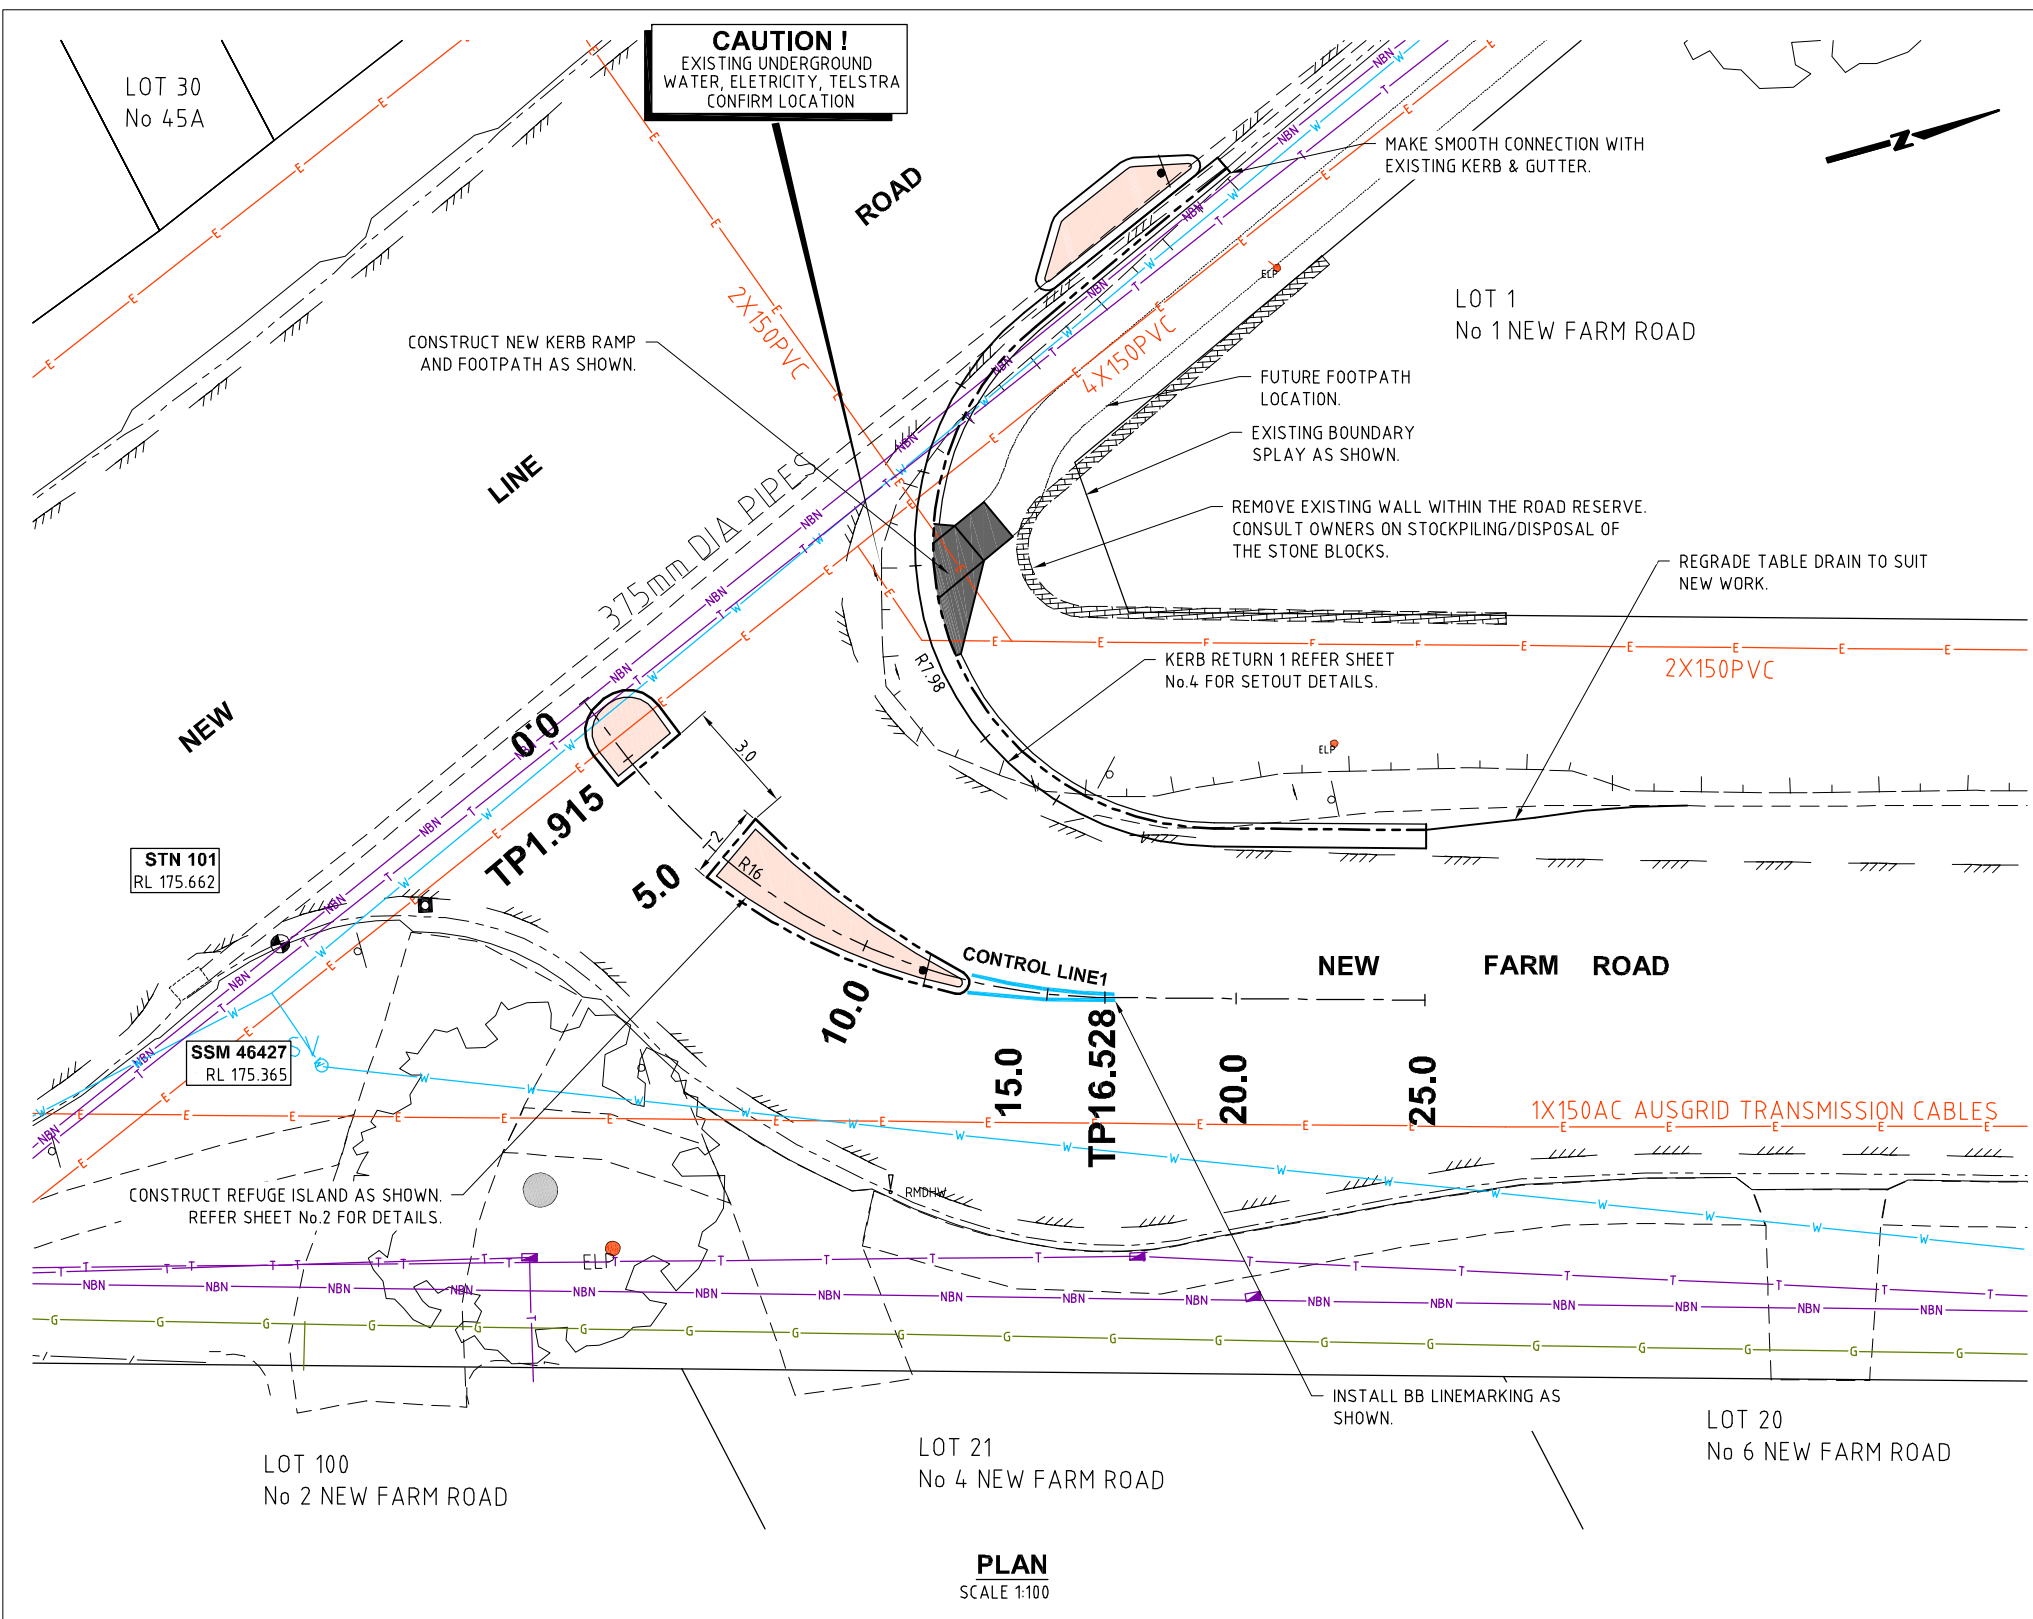 CAUTION !
EXISTING UNDERGROUND
WATER, ELETRICITY, TELSTRA
CONFIRM LOCATION
LOT 30
No 45A
N
MAKE SMOOTH CONNECTION WITH
EXISTING KERB & GUTTER.
ROAD
ELP
2X150PVC
4X150PVC
LOT 1
No 1 NEW FARM ROAD
CONSTRUCT NEW KERB RAMP
AND FOOTPATH AS SHOWN.
FUTURE FOOTPATH
LOCATION.
EXISTING BOUNDARY
SPLAY AS SHOWN.
LINE
375mm DIA PIPES
REMOVE EXISTING WALL WITHIN THE ROAD RESERVE.
CONSULT OWNERS ON STOCKPILING/DISPOSAL OF
THE STONE BLOCKS.
REGRADE TABLE DRAIN TO SUIT
NEW WORK.
R7.98
KERB RETURN 1 REFER SHEET
No.4 FOR SETOUT DETAILS.
2X150PVC
NEW
0.0
3.0
ELP
TP1.915
1.2
R16
5.0
STN 101
RL 175.662
CONTROL LINE1
NEW FARM ROAD
10.0
SSM 46427
RL 175.365
S
V
15.0
TP16.528
20.0
25.0
1X150AC AUSGRID TRANSMISSION CABLES
CONSTRUCT REFUGE ISLAND AS SHOWN.
REFER SHEET No.2 FOR DETAILS.
RMDHW
ELP
INSTALL BB LINEMARKING AS
SHOWN.
LOT 100
No 2 NEW FARM ROAD
LOT 21
No 4 NEW FARM ROAD
LOT 20
No 6 NEW FARM ROAD
PLAN
SCALE 1:100
E
NBN
T
W
G